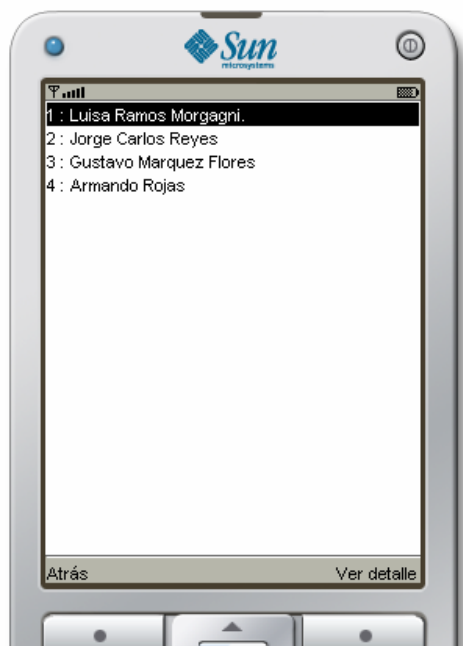 Sun
microsystems
1 : Luisa Ramos Morgagni.
2 : Jorge Carlos Reyes
3 : Gustavo Marquez Flores
4 : Armando Rojas
Atrás
Ver detalle